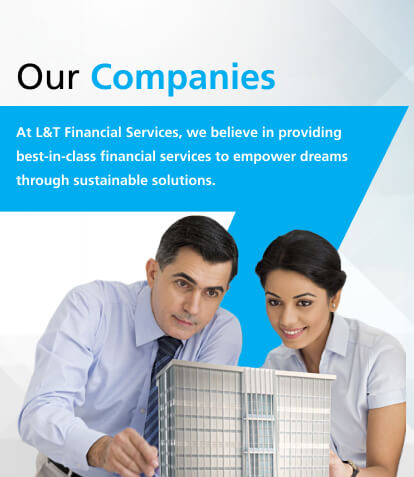 Our Companies
At L&T Financial Services, we believe in providing
best-in-class financial services to empower dreams
through sustainable solutions.